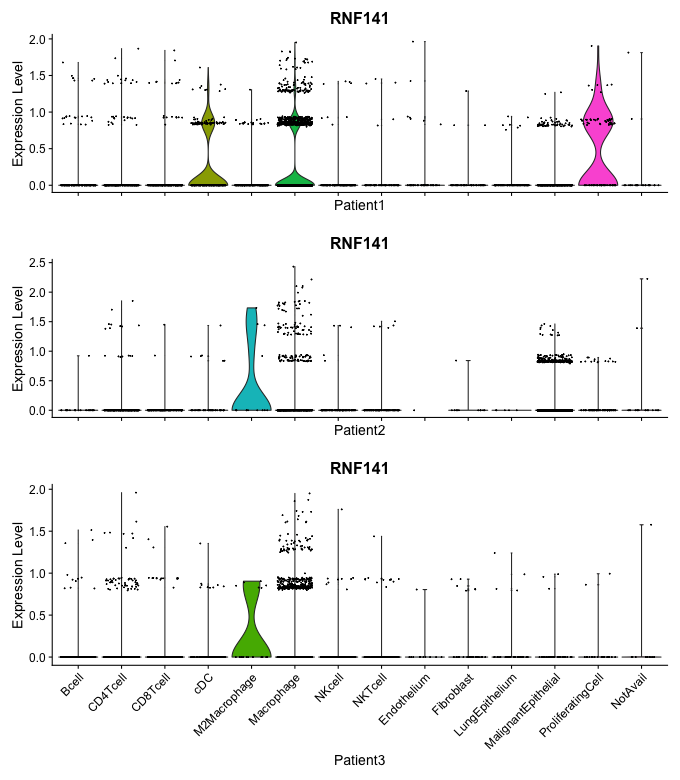 RNF141
Expression Level
2.0
1.5
1.0
0.5
0.0
Patient1
RNF141
Expression Level
2.5
2.0
1.5
1.0
0.5
0.0
Patient2
RNF141
Expression Level
2.0
1.5
1.0
0.5
0.0
Bcell
CD4Tcell
CD8Tcell
cDC
M2Macrophage
Macrophage
NKcell
NKTcell
Endothelium
Fibroblast
LungEpithelium
MalignantEpithelial
ProliferatingCell
NotAvail
Patient3